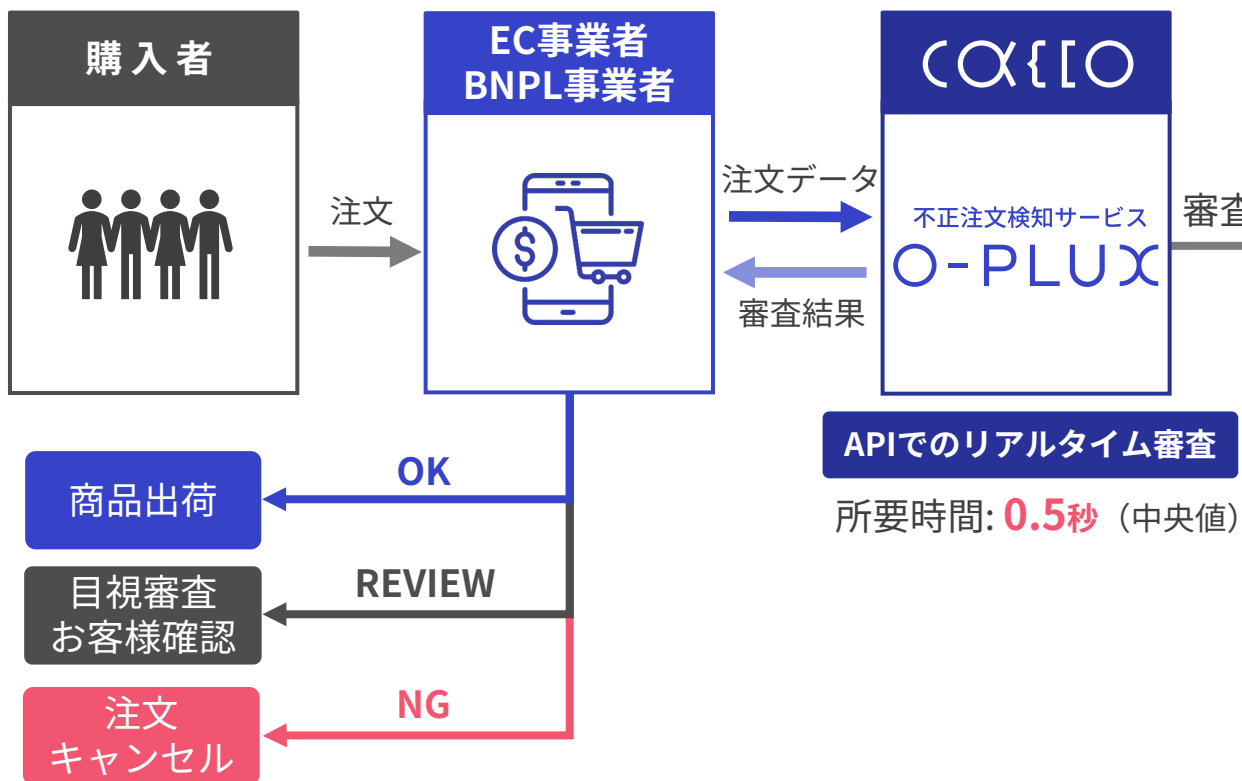 購入者
EC事業者
BNPL事業者
注文
注文データ
審査結果
不正注文検知サービス
O-PLUX
審査
APIでのリアルタイム審査
所要時間: 0.5秒（中央値）
OK
商品出荷
REVIEW
目視審査
お客様確認
NG
注文
キャンセル